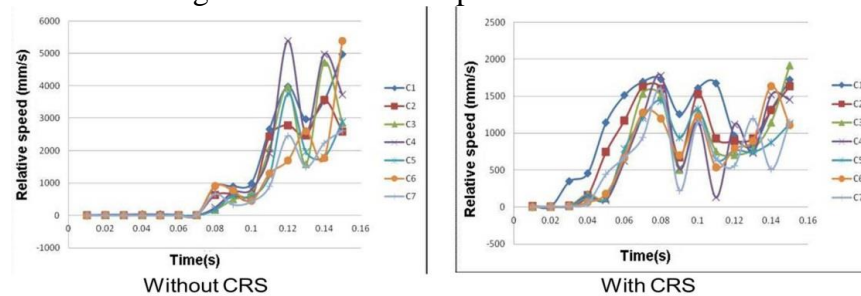 6000
5000
4000
3000
2000
1000
0
-1000
Relative speed (mm/s)
0 0.02 0.04 0.06 0.08 0.1 0.12 0.14 0.16
Time(s)
C1
C2
C3
C4
C5
C6
C7
Without CRS
2500
2000
1500
1000
500
0
-500
Relative speed (mm/s)
0 0.02 0.04 0.06 0.08 0.1 0.12 0.14 0.16
Time(s)
C1
C2
C3
C4
C5
C6
C7
With CRS